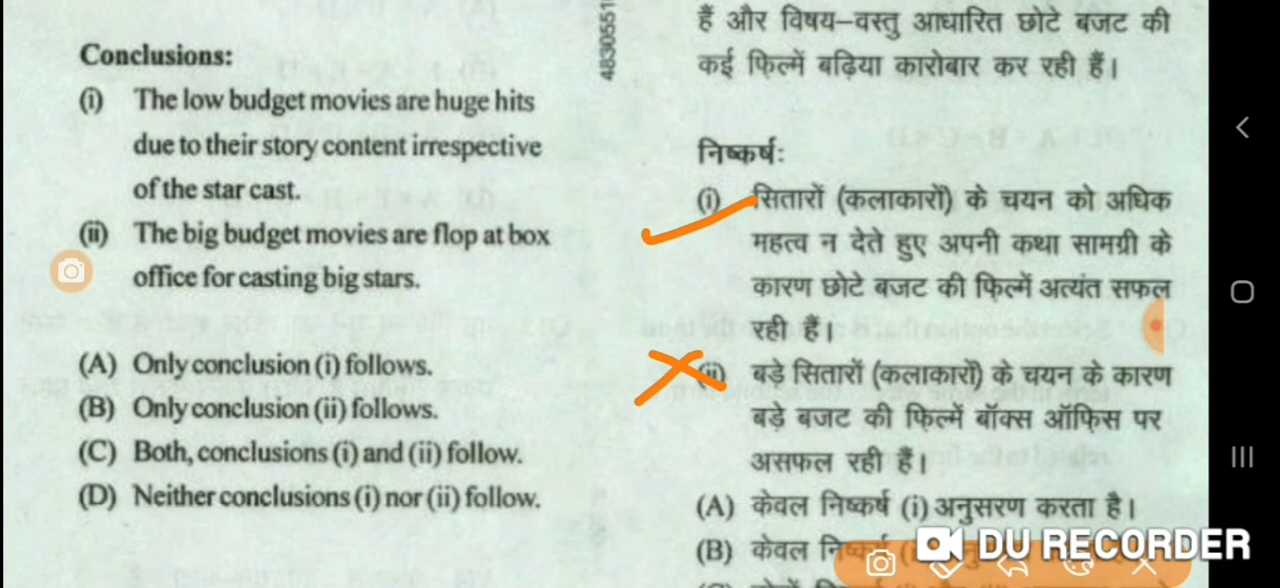 Conclusions:
(i) The low budget movies are huge hits
due to their story content irrespective
of the star cast.
(ii) The big budget movies are flop at box
office for casting big stars.
(A) Only conclusion (i) follows.
(B) Only conclusion (ii) follows.
(C) Both, conclusions (i) and (ii) follow.
(D) Neither conclusions (i) nor (ii) follow.
4830551
हैं और विषय–वस्तु आधारित छोटे बजट की
कई फ़िल्में बढ़िया कारोबार कर रही हैं।
निष्कर्ष:
(i) सितारों (कलाकारों) के चयन को अधिक
महत्व न देते हुए अपनी कथा सामग्री के
कारण छोटे बजट की फ़िल्में अत्यंत सफल
रही हैं।
(ii) बड़े सितारों (कलाकारों) के चयन के कारण
बड़े बजट की फ़िल्में बॉक्स ऑफ़िस पर
असफल रही हैं।
(A) केवल निष्कर्ष (i) अनुसरण करता है।
(B) केवल
DU RECORDER